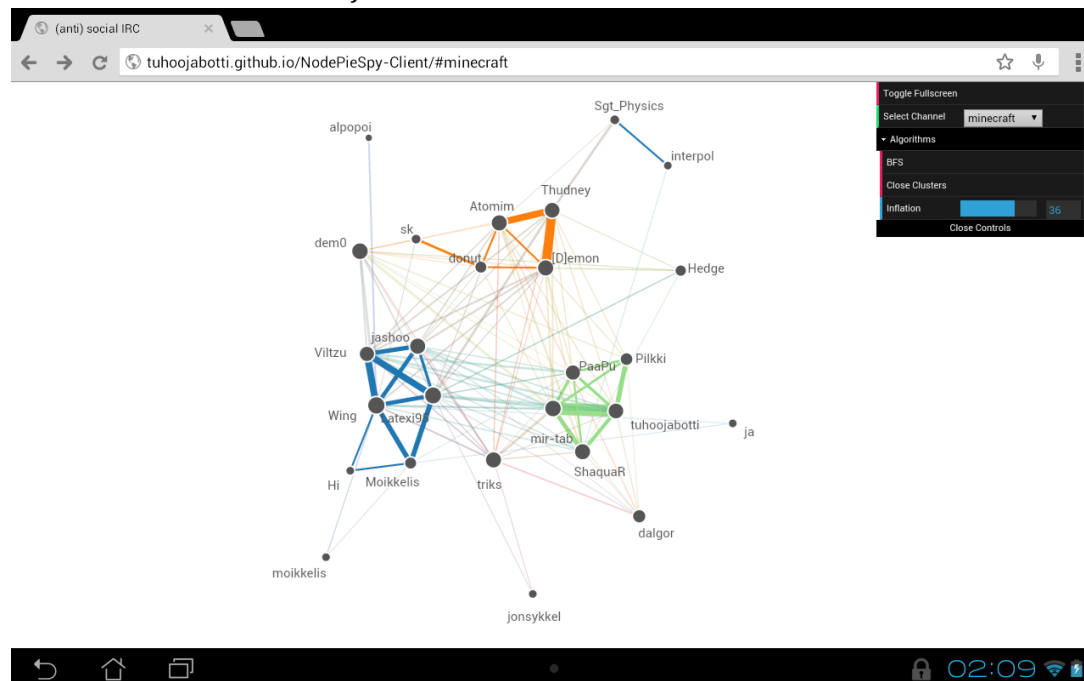 (anti) social IRC
tuhoojabotti.github.io/NodePieSpy-Client/#minecraft
Toggle Fullscreen
Select Channel minecraft
Algorithms
BFS
Close Clusters
Inflation 36
Close Controls
Sgt_Physics
alpopoi
interpol
Thudney
Atomim
sk
dem0
donut
[D]emon
Hedge
jashoo
Viltzu
Pilkki
PaaPu
Wing
tuhoojabotti
mir-tab
ja
ShaquaR
Hi
Moikkelis
triks
dalgor
moikkelis
jonsykkel
02:09